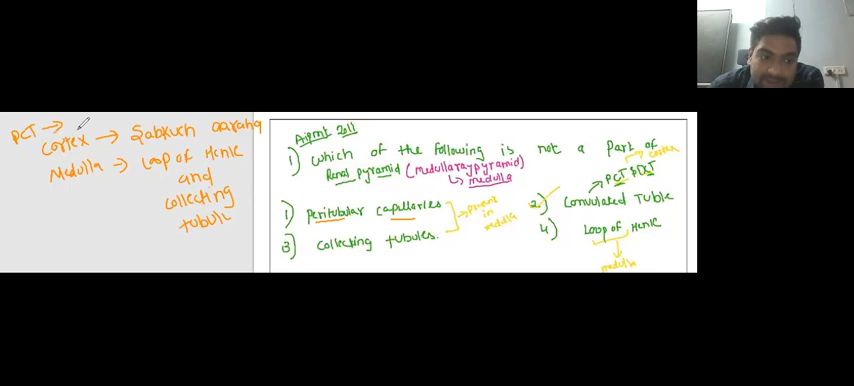 PCT →
Cortex → Sabkuch aaraha
Medulla → Loop of Henle
and
collecting
tubule
Aipmt 2011
1) which of the following is not a part of
Renal pyramid (medullary pyramid)
↳ medulla
cortex
PCT & DCT
1) Peritubular capillaries
2) Convulated Tuble
→ present
in
medulla
3) collecting tubules.
4) Loop of Henle
medulla